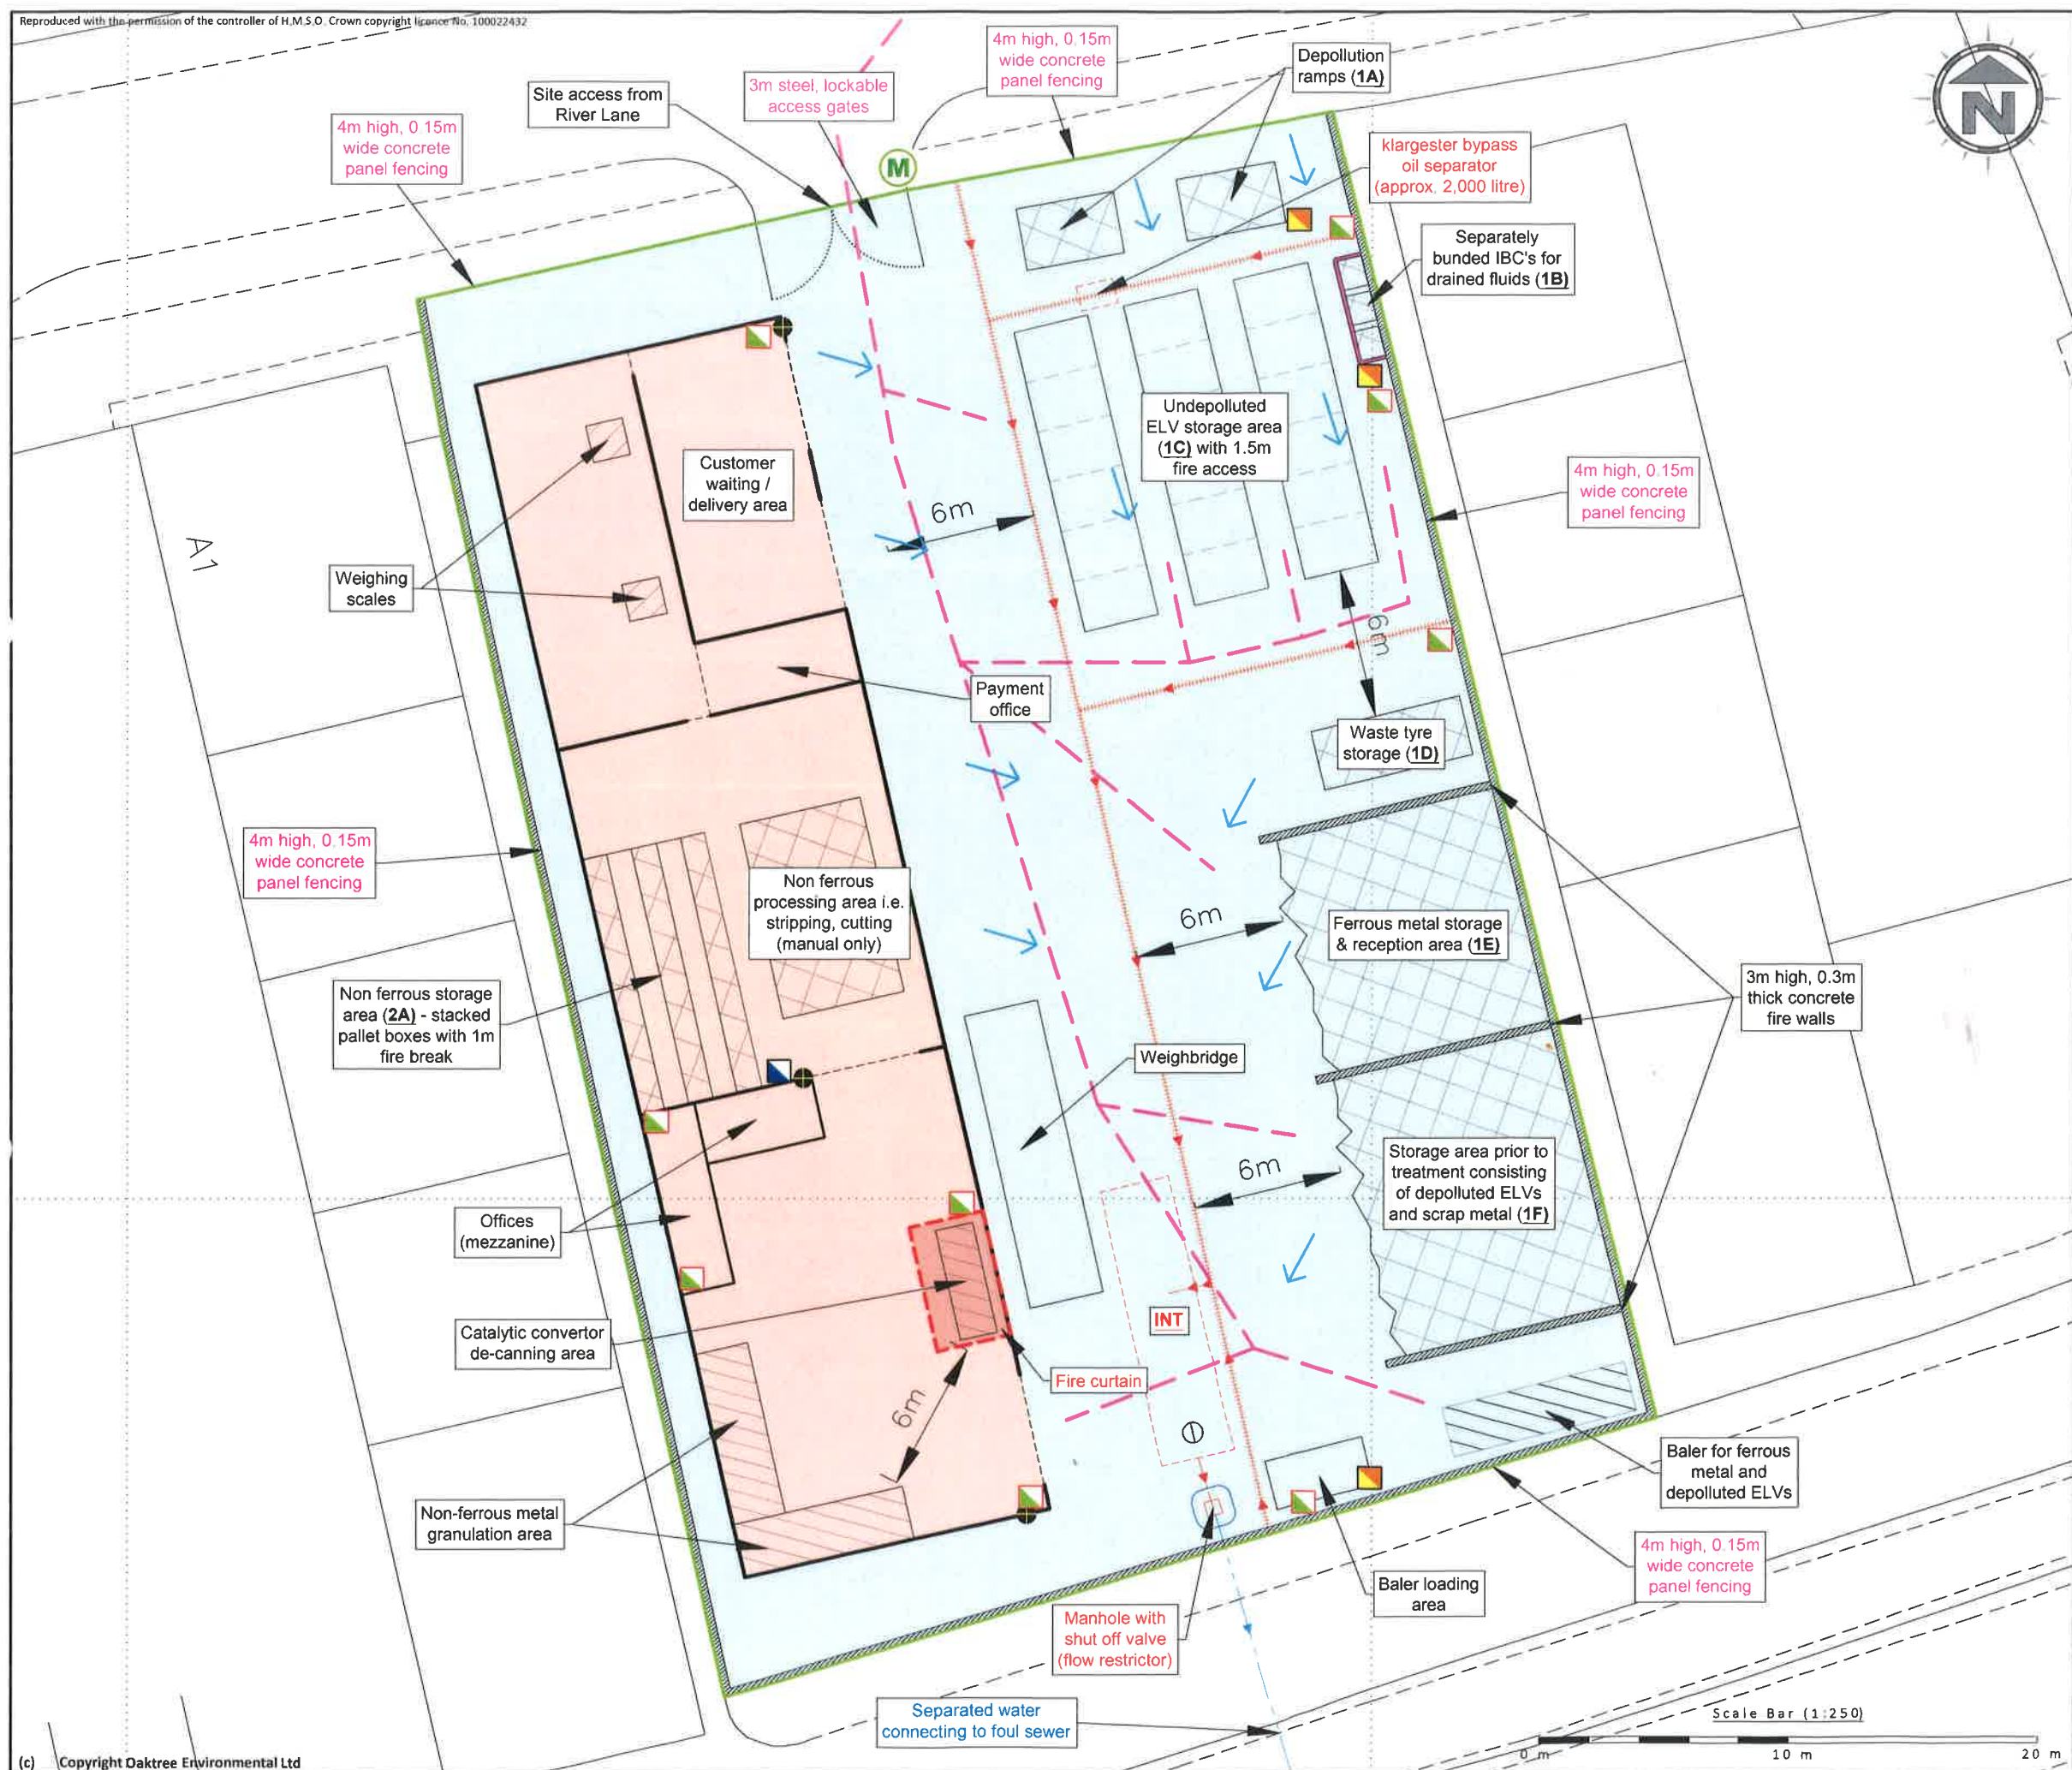 Reproduced with the permission of the controller of H.M.S.O. Crown copyright licence No. 100022432
4m high, 0.15m
wide concrete
panel fencing
Site access from
River Lane
3m steel, lockable
access gates
4m high, 0.15m
wide concrete
panel fencing
Depollution
ramps (1A)
N
M
klargester bypass
oil separator
(approx. 2,000 litre)
Separately
bunded IBC's for
drained fluids (1B)
Undepolluted
ELV storage area
(1C) with 1.5m
fire access
Customer
waiting /
delivery area
6m
4m high, 0.15m
wide concrete
panel fencing
A1
Weighing
scales
6m
Payment
office
Waste tyre
storage (1D)
4m high, 0.15m
wide concrete
panel fencing
Non ferrous
processing area i.e.
stripping, cutting
(manual only)
6m
Ferrous metal storage
& reception area (1E)
Non ferrous storage
area (2A) - stacked
pallet boxes with 1m
fire break
3m high, 0.3m
thick concrete
fire walls
Weighbridge
6m
Storage area prior to
treatment consisting
of depolluted ELVs
and scrap metal (1F)
Offices
(mezzanine)
INT
Catalytic convertor
de-canning area
Fire curtain
6m
Baler for ferrous
metal and
depolluted ELVs
Non-ferrous metal
granulation area
4m high, 0.15m
wide concrete
panel fencing
Baler loading
area
Manhole with
shut off valve
(flow restrictor)
Separated water
connecting to foul sewer
Scale Bar (1:250)
0 m
10 m
20 m
(c) Copyright Oaktree Environmental Ltd